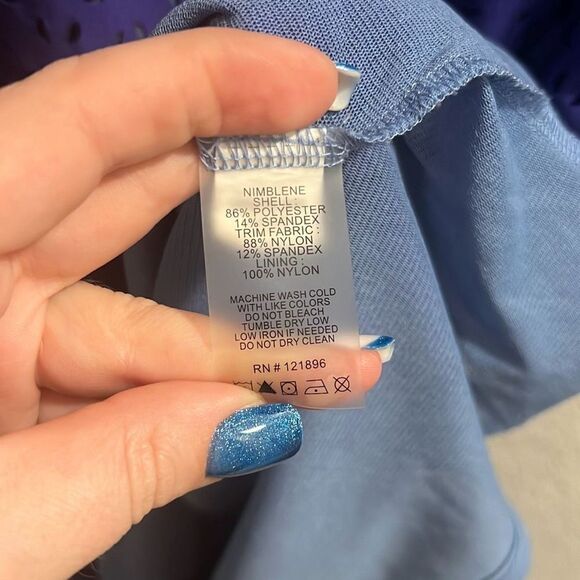 NIMBLENE
SHELL :
86% POLYESTER
14% SPANDEX
TRIM FABRIC :
88% NYLON
12% SPANDEX
LINING :
100% NYLON
MACHINE WASH COLD
WITH LIKE COLORS
DO NOT BLEACH
TUMBLE DRY LOW
LOW IRON IF NEEDED
DO NOT DRY CLEAN
RN # 121896